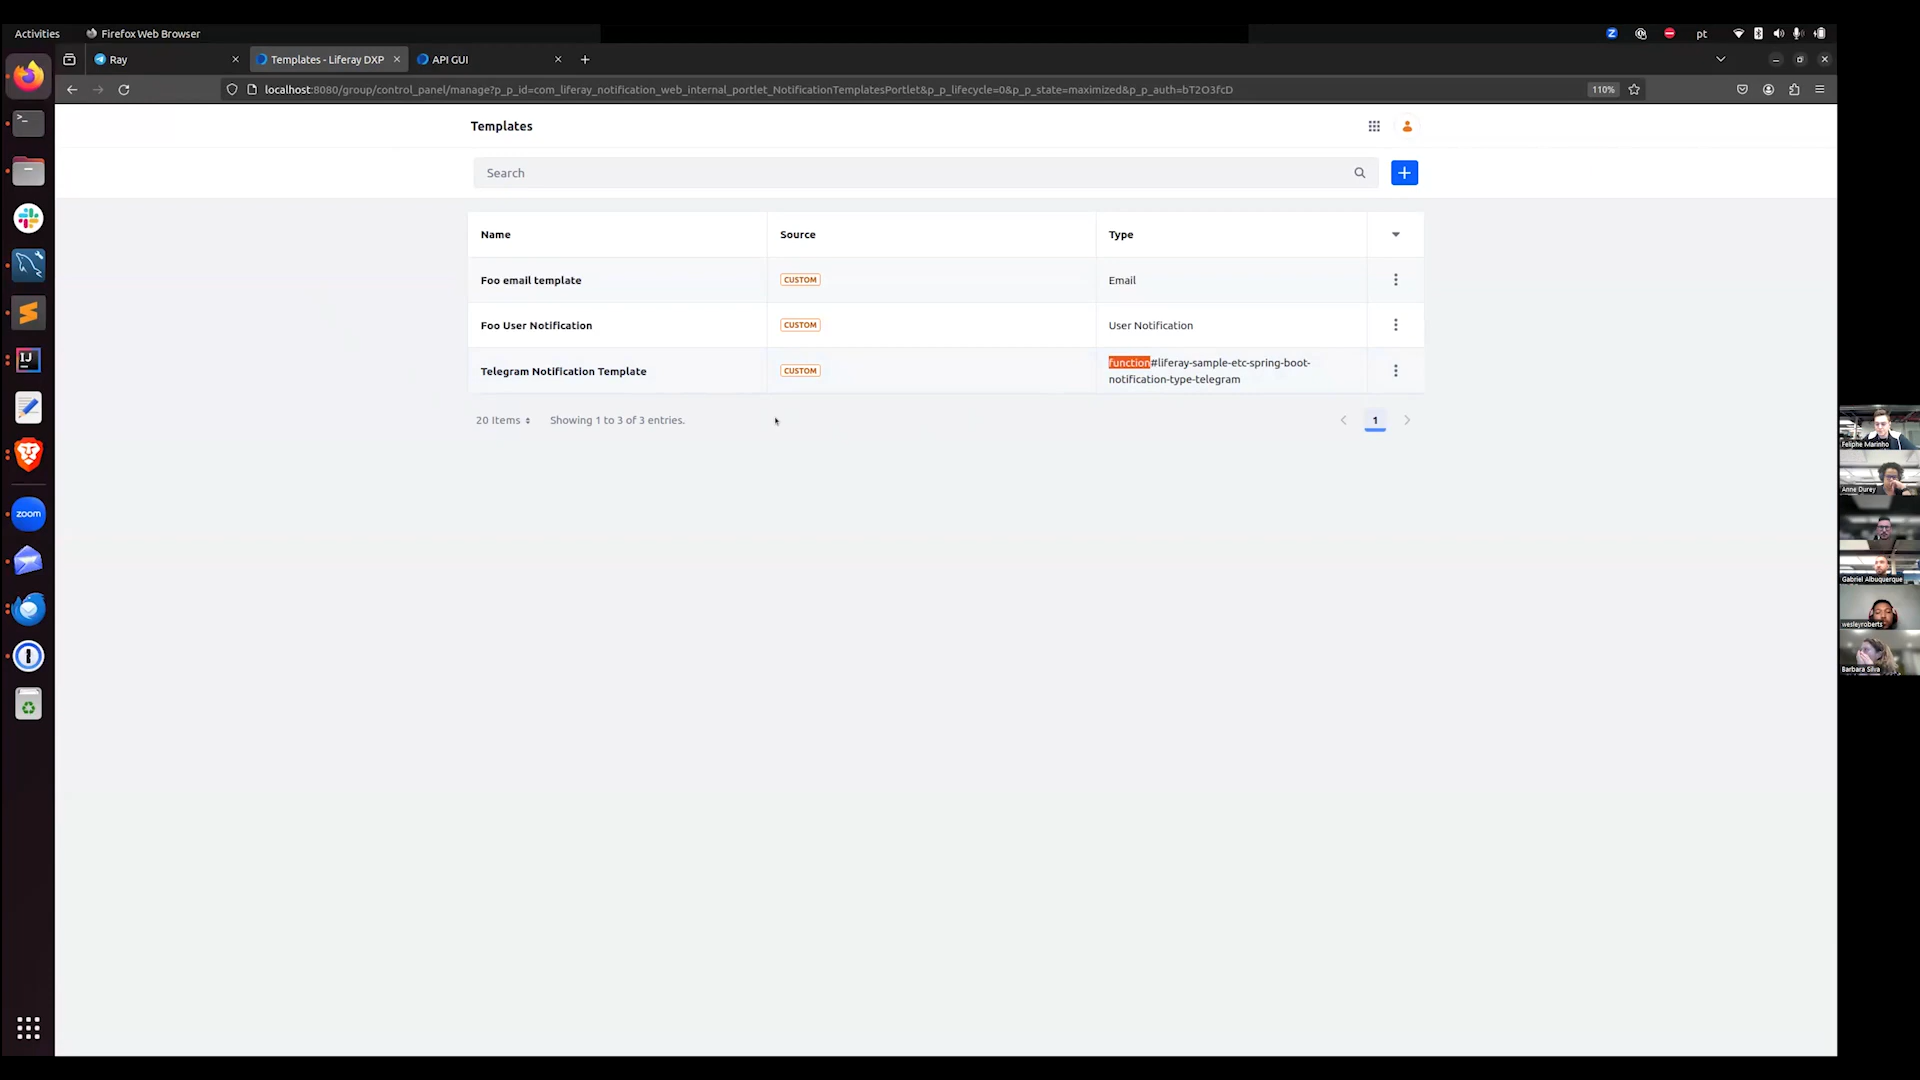 Activities
Firefox Web Browser
pt
Ray
Templates - Liferay DXP
API GUI
localhost:8080/group/control_panel/manage?p_p_id=com_liferay_notification_web_internal_portlet_NotificationTemplatesPortlet&p_p_lifecycle=0&p_p_state=maximized&p_p_auth=bT2O3fcD
110%
Templates
Search
Name Source Type
Foo email template CUSTOM Email
Foo User Notification CUSTOM User Notification
Telegram Notification Template CUSTOM function#liferay-sample-etc-spring-boot-
notification-type-telegram
20 Items Showing 1 to 3 of 3 entries. 1
zoom
IJ
Feliphe Marinho
Anne Durey
Gabriel Albuquerque
wesleyroberts
Barbara Silva